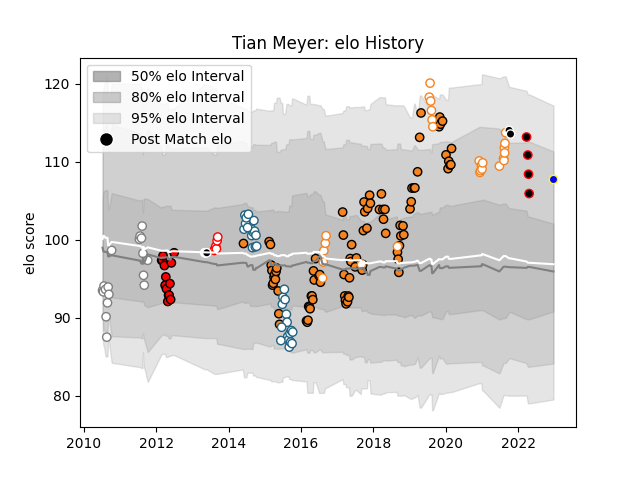 Tian Meyer: elo History
50% elo Interval
80% elo Interval
95% elo Interval
Post Match elo
elo score
120
110
100
90
80
2010 2012 2014 2016 2018 2020 2022